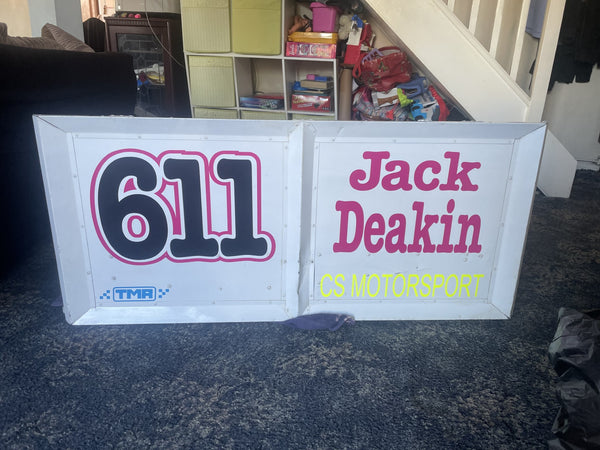 611
TMR
Jack
Deakin
CS MOTORSPORT